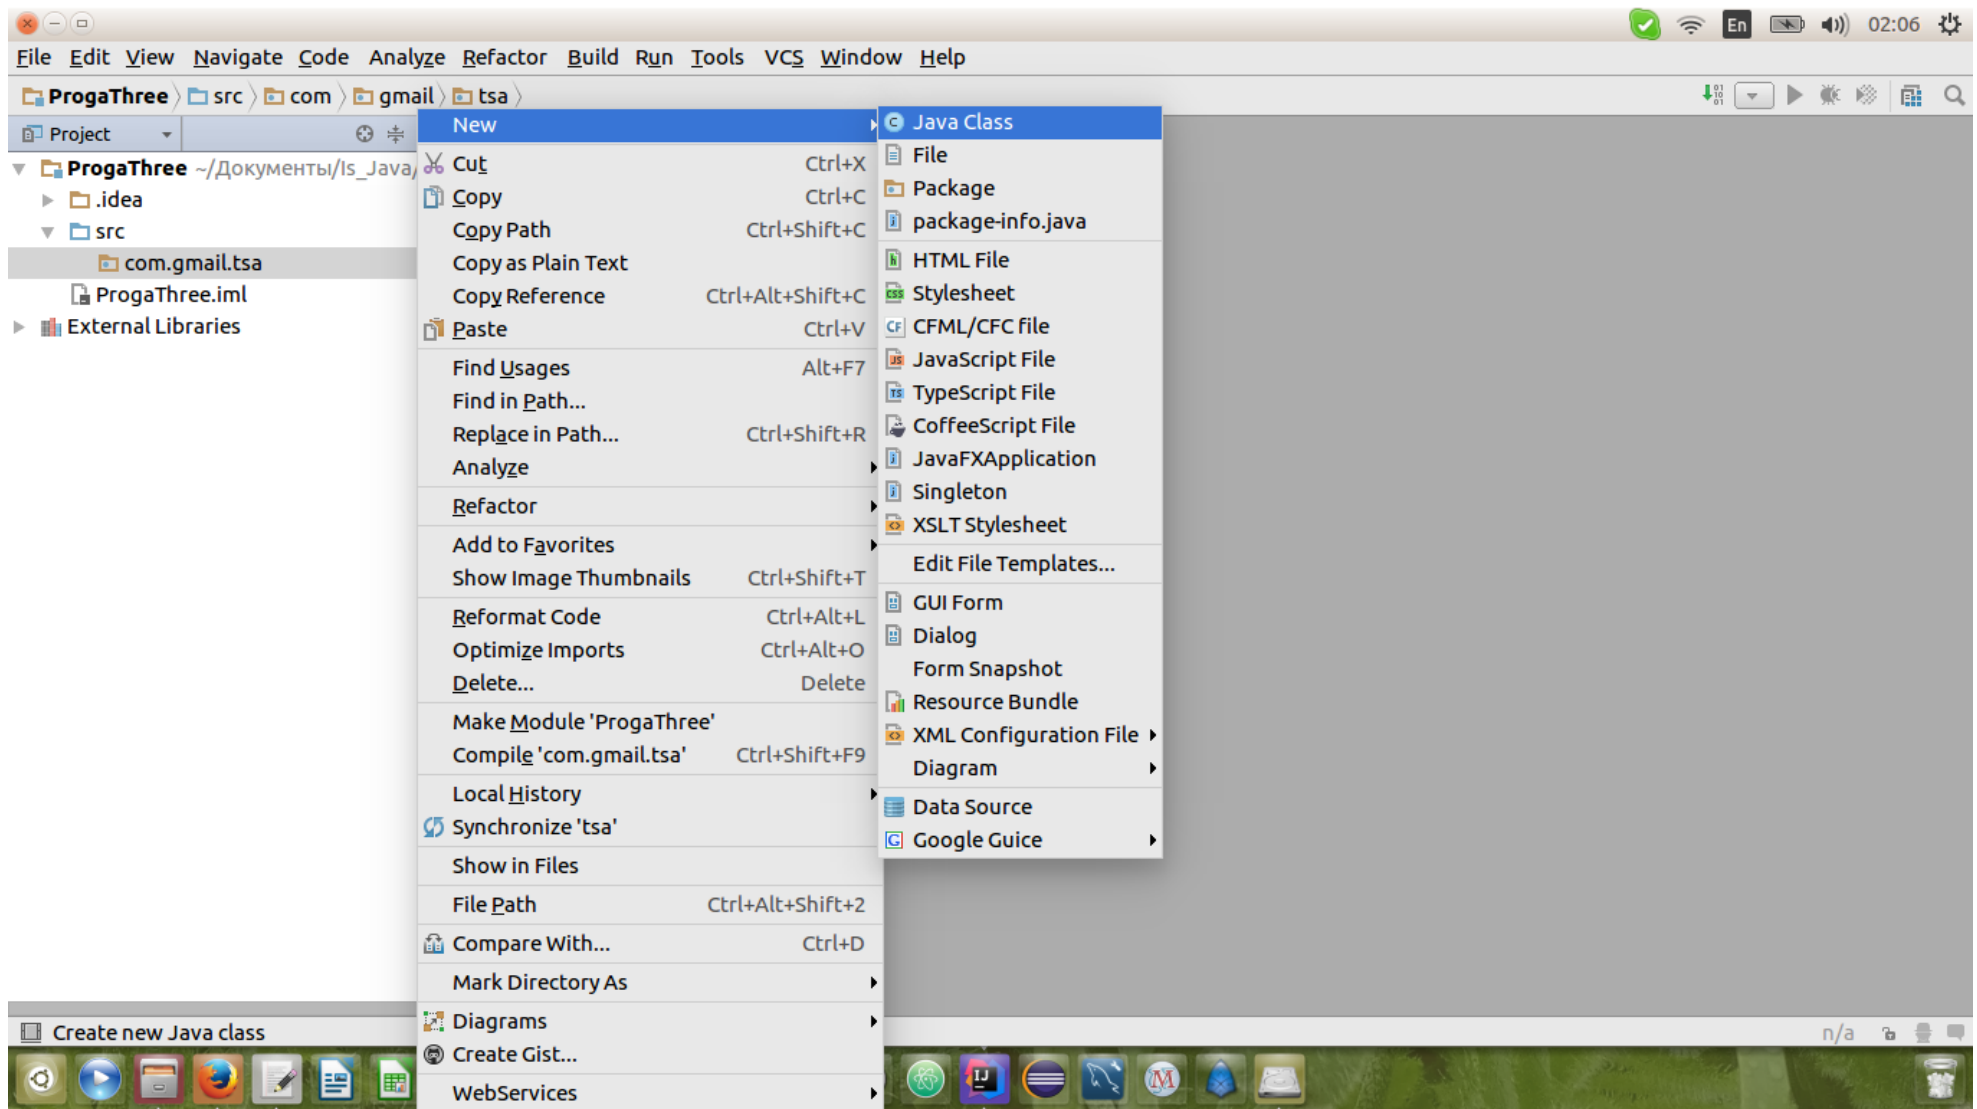 En 02:06
File Edit View Navigate Code Analyze Refactor Build Run Tools VCS Window Help
ProgaThree src com gmail tsa
Project
ProgaThree ~/Документы/Is_Java/
.idea
src
com.gmail.tsa
ProgaThree.iml
External Libraries
New
Cut Ctrl+X
Copy Ctrl+C
Copy Path Ctrl+Shift+C
Copy as Plain Text
Copy Reference Ctrl+Alt+Shift+C
Paste Ctrl+V
Find Usages Alt+F7
Find in Path...
Replace in Path... Ctrl+Shift+R
Analyze
Refactor
Add to Favorites
Show Image Thumbnails Ctrl+Shift+T
Reformat Code Ctrl+Alt+L
Optimize Imports Ctrl+Alt+O
Delete... Delete
Make Module 'ProgaThree'
Compile 'com.gmail.tsa' Ctrl+Shift+F9
Local History
Synchronize 'tsa'
Show in Files
File Path Ctrl+Alt+Shift+2
Compare With... Ctrl+D
Mark Directory As
Diagrams
Create Gist...
WebServices
Java Class
File
Package
package-info.java
HTML File
Stylesheet
CFML/CFC file
JavaScript File
TypeScript File
CoffeeScript File
JavaFXApplication
Singleton
XSLT Stylesheet
Edit File Templates...
GUI Form
Dialog
Form Snapshot
Resource Bundle
XML Configuration File
Diagram
Data Source
Google Guice
Create new Java class
n/a